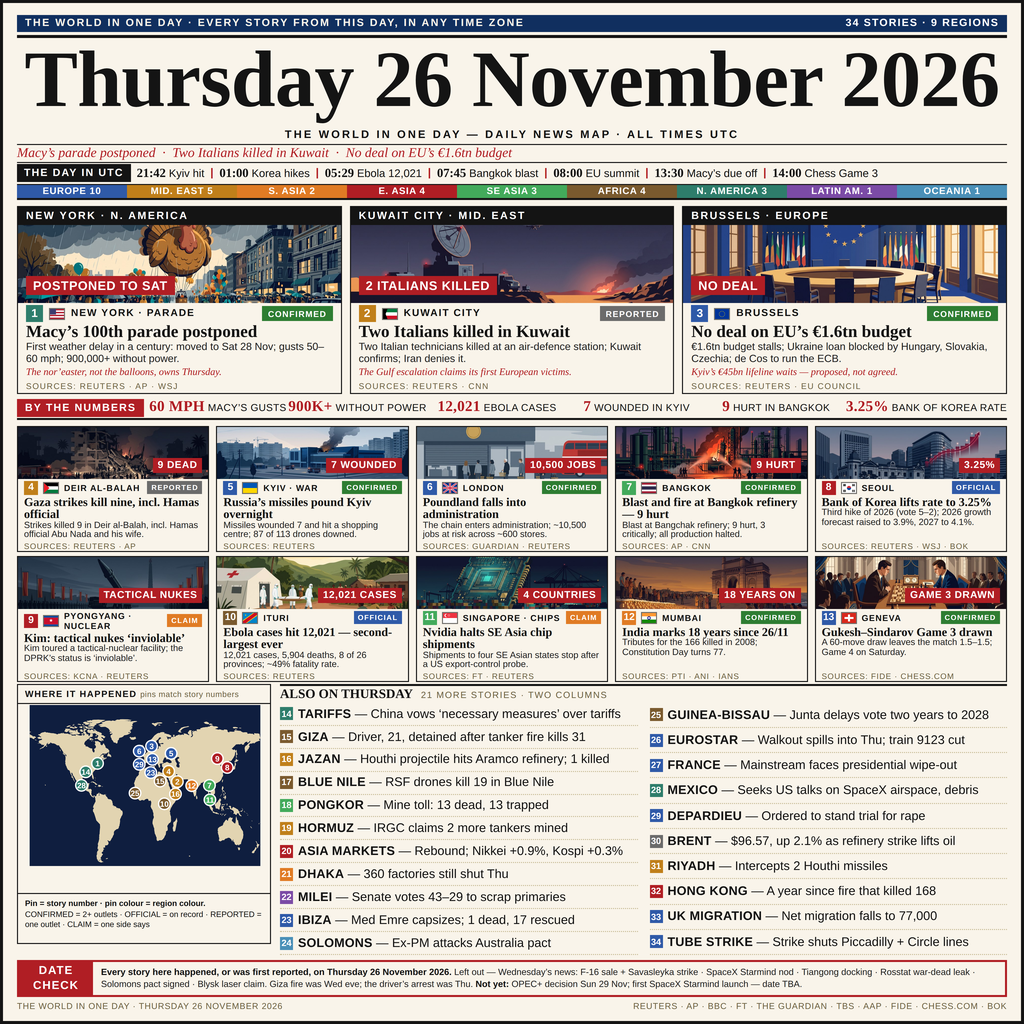 THE WORLD IN ONE DAY · EVERY STORY FROM THIS DAY, IN ANY TIME ZONE
34 STORIES · 9 REGIONS
Thursday 26 November 2026
THE WORLD IN ONE DAY — DAILY NEWS MAP · ALL TIMES UTC
Macy’s parade postponed · Two Italians killed in Kuwait · No deal on EU’s €1.6tn budget
THE DAY IN UTC
21:42 Kyiv hit | 01:00 Korea hikes | 05:29 Ebola 12,021 | 07:45 Bangkok blast | 08:00 EU summit | 13:30 Macy’s due off | 14:00 Chess Game 3
EUROPE 10
MID. EAST 5
S. ASIA 2
E. ASIA 4
SE ASIA 3
AFRICA 4
N. AMERICA 3
LATIN AM. 1
OCEANIA 1
NEW YORK · N. AMERICA
POSTPONED TO SAT
1 NEW YORK · PARADE
CONFIRMED
Macy’s 100th parade postponed
First weather delay in a century: moved to Sat 28 Nov; gusts 50–
60 mph; 900,000+ without power.
The nor’easter, not the balloons, owns Thursday.
SOURCES: REUTERS · AP · WSJ
KUWAIT CITY · MID. EAST
2 ITALIANS KILLED
2 KUWAIT CITY
REPORTED
Two Italians killed in Kuwait
Two Italian technicians killed at an air-defence station; Kuwait
confirms; Iran denies it.
The Gulf escalation claims its first European victims.
SOURCES: REUTERS · CNN
BRUSSELS · EUROPE
NO DEAL
3 BRUSSELS
CONFIRMED
No deal on EU’s €1.6tn budget
€1.6tn budget stalls; Ukraine loan blocked by Hungary, Slovakia,
Czechia; de Cos to run the ECB.
Kyiv’s €45bn lifeline waits — proposed, not agreed.
SOURCES: REUTERS · EU COUNCIL
BY THE NUMBERS
60 MPH MACY’S GUSTS
900K+ WITHOUT POWER
12,021 EBOLA CASES
7 WOUNDED IN KYIV
9 HURT IN BANGKOK
3.25% BANK OF KOREA RATE
9 DEAD
4 DEIR AL-BALAH
REPORTED
Gaza strikes kill nine, incl. Hamas
official
Strikes killed 9 in Deir al-Balah, incl. Hamas
official Abu Nada and his wife.
SOURCES: REUTERS · AP
7 WOUNDED
5 KYIV · WAR
CONFIRMED
Russia’s missiles pound Kyiv
overnight
Missiles wounded 7 and hit a shopping
centre; 87 of 113 drones downed.
SOURCES: REUTERS
10,500 JOBS
6 LONDON
CONFIRMED
Poundland falls into
administration
The chain enters administration; ~10,500
jobs at risk across ~600 stores.
SOURCES: GUARDIAN · REUTERS
9 HURT
7 BANGKOK
CONFIRMED
Blast and fire at Bangkok refinery
— 9 hurt
Blast at Bangchak refinery; 9 hurt, 3
critically; all production halted.
SOURCES: AP · CNN
3.25%
8 SEOUL
OFFICIAL
Bank of Korea lifts rate to 3.25%
Third hike of 2026 (vote 5–2); 2026 growth
forecast raised to 3.9%, 2027 to 4.1%.
SOURCES: REUTERS · WSJ · BOK
TACTICAL NUKES
9 PYONGYANG ·
NUCLEAR
CLAIM
Kim: tactical nukes ‘inviolable’
Kim toured a tactical-nuclear facility; the
DPRK’s status is ‘inviolable’.
SOURCES: KCNA · REUTERS
12,021 CASES
10 ITURI
OFFICIAL
Ebola cases hit 12,021 — second-
largest ever
12,021 cases, 5,904 deaths, 8 of 26
provinces; ~49% fatality rate.
SOURCES: REUTERS
4 COUNTRIES
11 SINGAPORE · CHIPS
CLAIM
Nvidia halts SE Asia chip
shipments
Shipments to four SE Asian states stop after
a US export-control probe.
SOURCES: FT · REUTERS
18 YEARS ON
12 MUMBAI
CONFIRMED
India marks 18 years since 26/11
Tributes for the 166 killed in 2008;
Constitution Day turns 77.
SOURCES: PTI · ANI · IANS
GAME 3 DRAWN
13 GENEVA
CONFIRMED
Gukesh–Sindarov Game 3 drawn
A 60-move draw leaves the match 1.5–1.5;
Game 4 on Saturday.
SOURCES: FIDE · CHESS.COM
WHERE IT HAPPENED pins match story numbers
1
14
28
6
3
13
5
29
23
15
4
2
16
25
10
12
9
8
7
11
Pin = story number · pin colour = region colour.
CONFIRMED = 2+ outlets · OFFICIAL = on record · REPORTED =
one outlet · CLAIM = one side says
ALSO ON THURSDAY 21 MORE STORIES · TWO COLUMNS
14 TARIFFS — China vows ‘necessary measures’ over tariffs
15 GIZA — Driver, 21, detained after tanker fire kills 31
16 JAZAN — Houthi projectile hits Aramco refinery; 1 killed
17 BLUE NILE — RSF drones kill 19 in Blue Nile
18 PONGKOR — Mine toll: 13 dead, 13 trapped
19 HORMUZ — IRGC claims 2 more tankers mined
20 ASIA MARKETS — Rebound; Nikkei +0.9%, Kospi +0.3%
21 DHAKA — 360 factories still shut Thu
22 MILEI — Senate votes 43–29 to scrap primaries
23 IBIZA — Med Emre capsizes; 1 dead, 17 rescued
24 SOLOMONS — Ex-PM attacks Australia pact
25 GUINEA-BISSAU — Junta delays vote two years to 2028
26 EUROSTAR — Walkout spills into Thu; train 9123 cut
27 FRANCE — Mainstream faces presidential wipe-out
28 MEXICO — Seeks US talks on SpaceX airspace, debris
29 DEPARDIEU — Ordered to stand trial for rape
30 BRENT — $96.57, up 2.1% as refinery strike lifts oil
31 RIYADH — Intercepts 2 Houthi missiles
32 HONG KONG — A year since fire that killed 168
33 UK MIGRATION — Net migration falls to 77,000
34 TUBE STRIKE — Strike shuts Piccadilly + Circle lines
DATE
CHECK
Every story here happened, or was first reported, on Thursday 26 November 2026. Left out — Wednesday’s news: F-16 sale + Savasleyka strike · SpaceX Starmind nod · Tiangong docking · Rosstat war-dead leak ·
Solomons pact signed · Blysk laser claim. Giza fire was Wed eve; the driver’s arrest was Thu. Not yet: OPEC+ decision Sun 29 Nov; first SpaceX Starmind launch — date TBA.
THE WORLD IN ONE DAY · THURSDAY 26 NOVEMBER 2026
REUTERS · AP · BBC · FT · THE GUARDIAN · TBS · AAP · FIDE · CHESS.COM · BOK